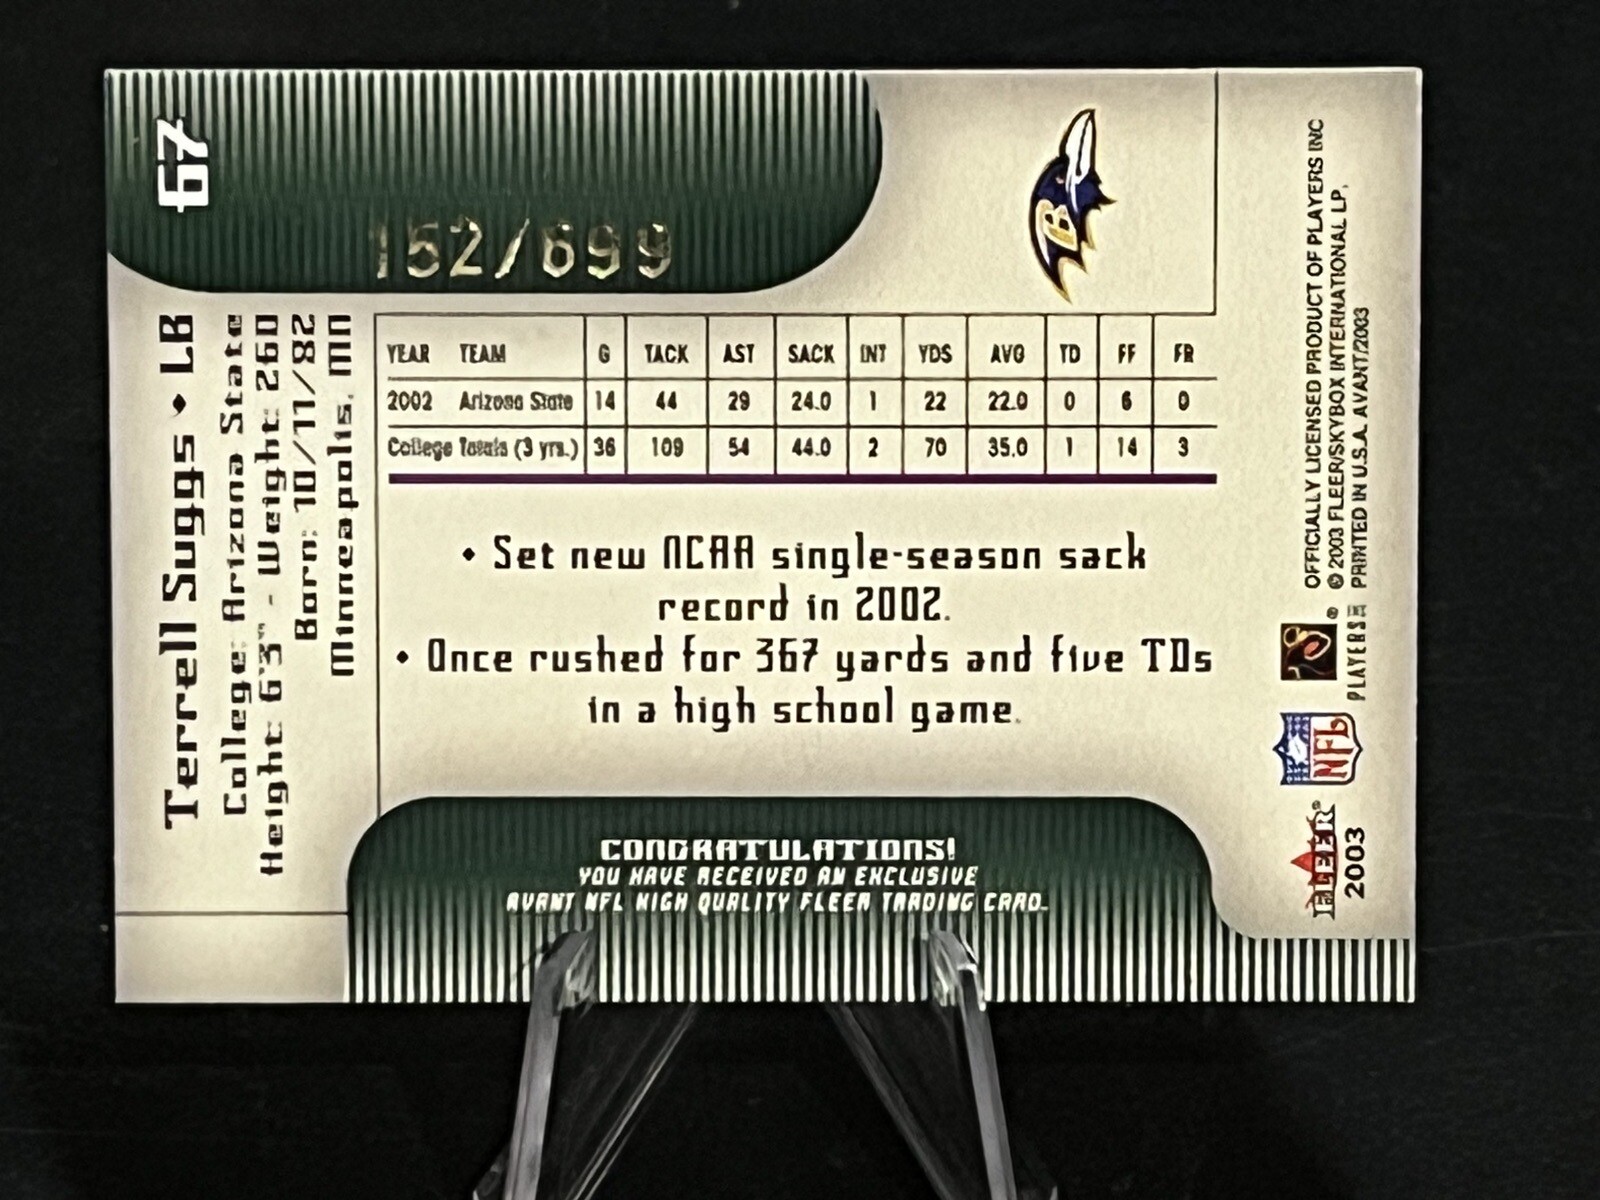 67
152/699
Terrell Suggs • LB
College: Arizona State
Height: 6'3" - Weight: 260
Born: 10/11/82
Minneapolis, MN
B
YEAR TEAM G TACK AST SACK INT YDS AVG TD FF FR
2002 Arizona State 14 44 29 24.0 1 22 22.0 0 6 0
College Totals (3 yrs.) 36 109 54 44.0 2 70 35.0 1 14 3
• Set new NCAA single-season sack
record in 2002.
• Once rushed for 367 yards and five TDs
in a high school game.
CONGRATULATIONS!
YOU HAVE RECEIVED AN EXCLUSIVE
AVANT NFL HIGH QUALITY FLEER TRADING CARD.
OFFICIALLY LICENSED PRODUCT OF PLAYERS INC
© 2003 FLEER/SKYBOX INTERNATIONAL LP.
PRINTED IN U.S.A. AVANT/2003
PLAYERS INC
NFL
FLEER®
2003